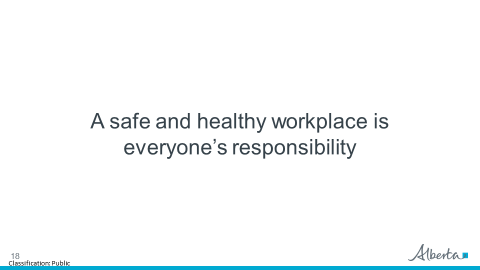 A safe and healthy workplace is
everyone's responsibility
18
Classification: Public
Alberta